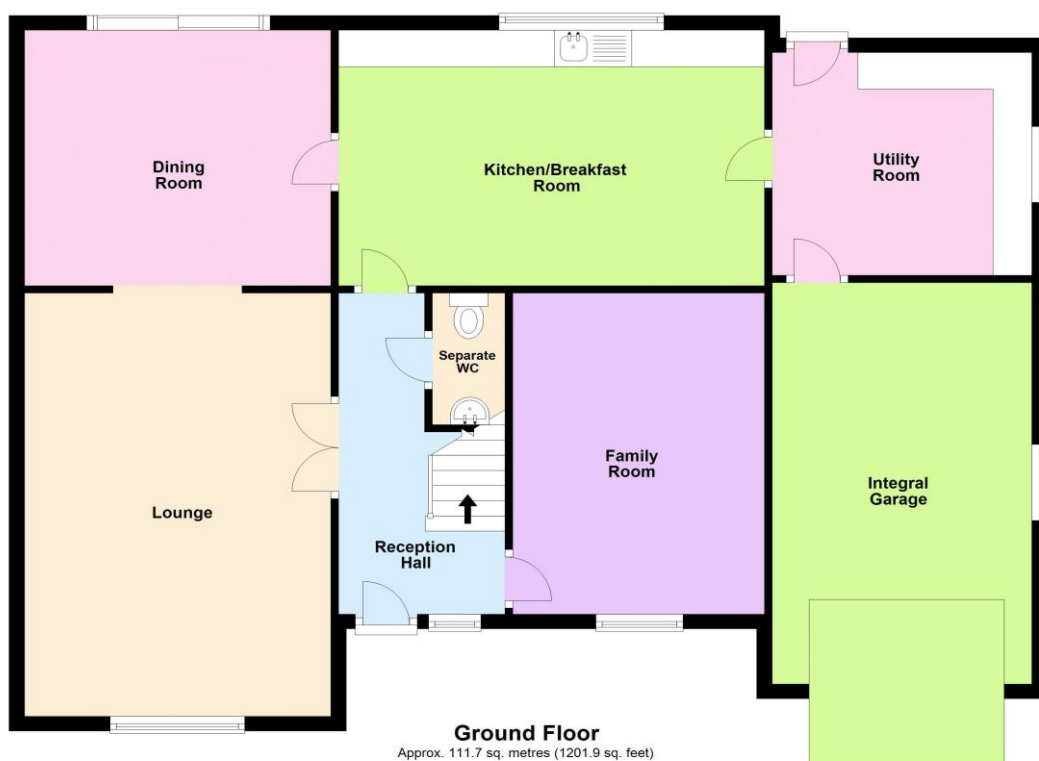 Dining
Room
Kitchen/Breakfast
Room
Utility
Room
Separate
WC
Family
Room
Integral
Garage
Lounge
Reception
Hall
Ground Floor
Approx. 111.7 sq. metres (1201.9 sq. feet)